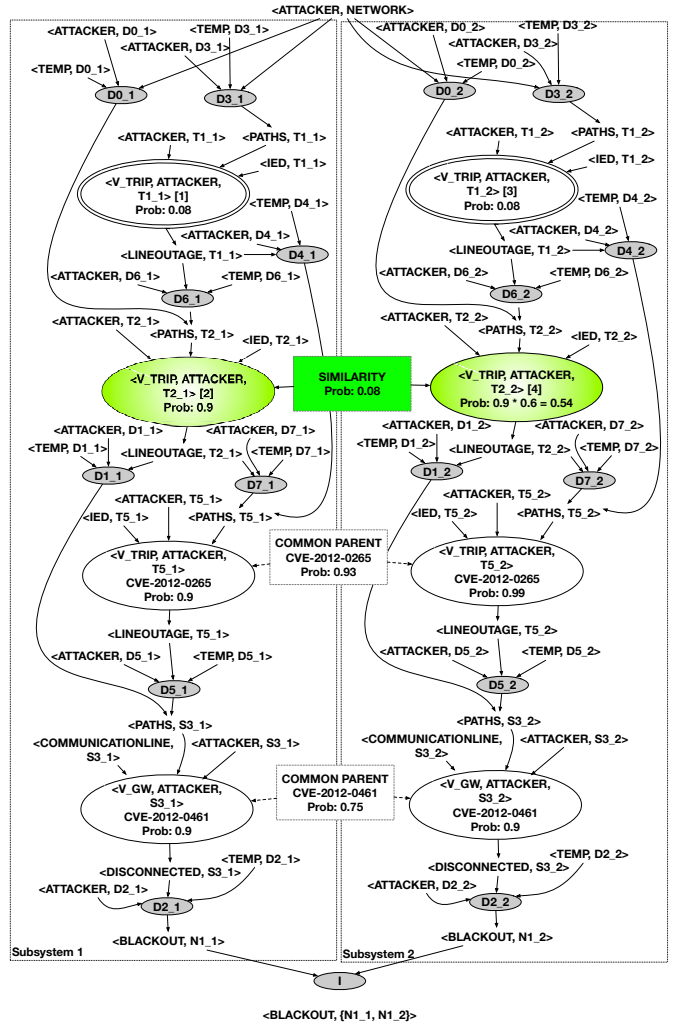 <ATTACKER, NETWORK>
<ATTACKER, D0_1>
<TEMP, D3_1>
<ATTACKER, D3_1>
<TEMP, D0_1>
D0_1
D3_1
<ATTACKER, T1_1>
<PATHS, T1_1>
<IED, T1_1>
<V_TRIP, ATTACKER,
T1_1> [1]
Prob: 0.08
<TEMP, D4_1>
<ATTACKER, D4_1>
<LINEOUTAGE, T1_1>
D4_1
<ATTACKER, D6_1>
<TEMP, D6_1>
D6_1
<ATTACKER, T2_1>
<PATHS, T2_1>
<IED, T2_1>
<V_TRIP, ATTACKER,
T2_1> [2]
Prob: 0.9
<ATTACKER, D1_1>
<ATTACKER, D7_1>
<TEMP, D1_1>
<LINEOUTAGE, T2_1>
<TEMP, D7_1>
D1_1
D7_1
<ATTACKER, T5_1>
<IED, T5_1>
<PATHS, T5_1>
<V_TRIP, ATTACKER,
T5_1>
CVE-2012-0265
Prob: 0.9
<LINEOUTAGE, T5_1>
<ATTACKER, D5_1>
<TEMP, D5_1>
D5_1
<PATHS, S3_1>
<COMMUNICATIONLINE,
S3_1>
<ATTACKER, S3_1>
<V_GW, ATTACKER,
S3_1>
CVE-2012-0461
Prob: 0.9
<DISCONNECTED, S3_1>
<TEMP, D2_1>
<ATTACKER, D2_1>
D2_1
<BLACKOUT, N1_1>
Subsystem 1
SIMILARITY
Prob: 0.08
COMMON PARENT
CVE-2012-0265
Prob: 0.93
COMMON PARENT
CVE-2012-0461
Prob: 0.75
<ATTACKER, D0_2>
<TEMP, D3_2>
<ATTACKER, D3_2>
<TEMP, D0_2>
D0_2
D3_2
<ATTACKER, T1_2>
<PATHS, T1_2>
<IED, T1_2>
<V_TRIP, ATTACKER,
T1_2> [3]
Prob: 0.08
<TEMP, D4_2>
<ATTACKER, D4_2>
<LINEOUTAGE, T1_2>
D4_2
<ATTACKER, D6_2>
<TEMP, D6_2>
D6_2
<ATTACKER, T2_2>
<PATHS, T2_2>
<IED, T2_2>
<V_TRIP, ATTACKER,
T2_2> [4]
Prob: 0.9 * 0.6 = 0.54
<ATTACKER, D1_2>
<ATTACKER, D7_2>
<TEMP, D1_2>
<LINEOUTAGE, T2_2>
<TEMP, D7_2>
D1_2
D7_2
<ATTACKER, T5_2>
<IED, T5_2>
<PATHS, T5_2>
<V_TRIP, ATTACKER,
T5_2>
CVE-2012-0265
Prob: 0.99
<LINEOUTAGE, T5_2>
<ATTACKER, D5_2>
<TEMP, D5_2>
D5_2
<PATHS, S3_2>
<COMMUNICATIONLINE,
S3_2>
<ATTACKER, S3_2>
<V_GW, ATTACKER,
S3_2>
CVE-2012-0461
Prob: 0.9
<DISCONNECTED, S3_2>
<TEMP, D2_2>
<ATTACKER, D2_2>
D2_2
<BLACKOUT, N1_2>
Subsystem 2
I
<BLACKOUT, {N1_1, N1_2}>